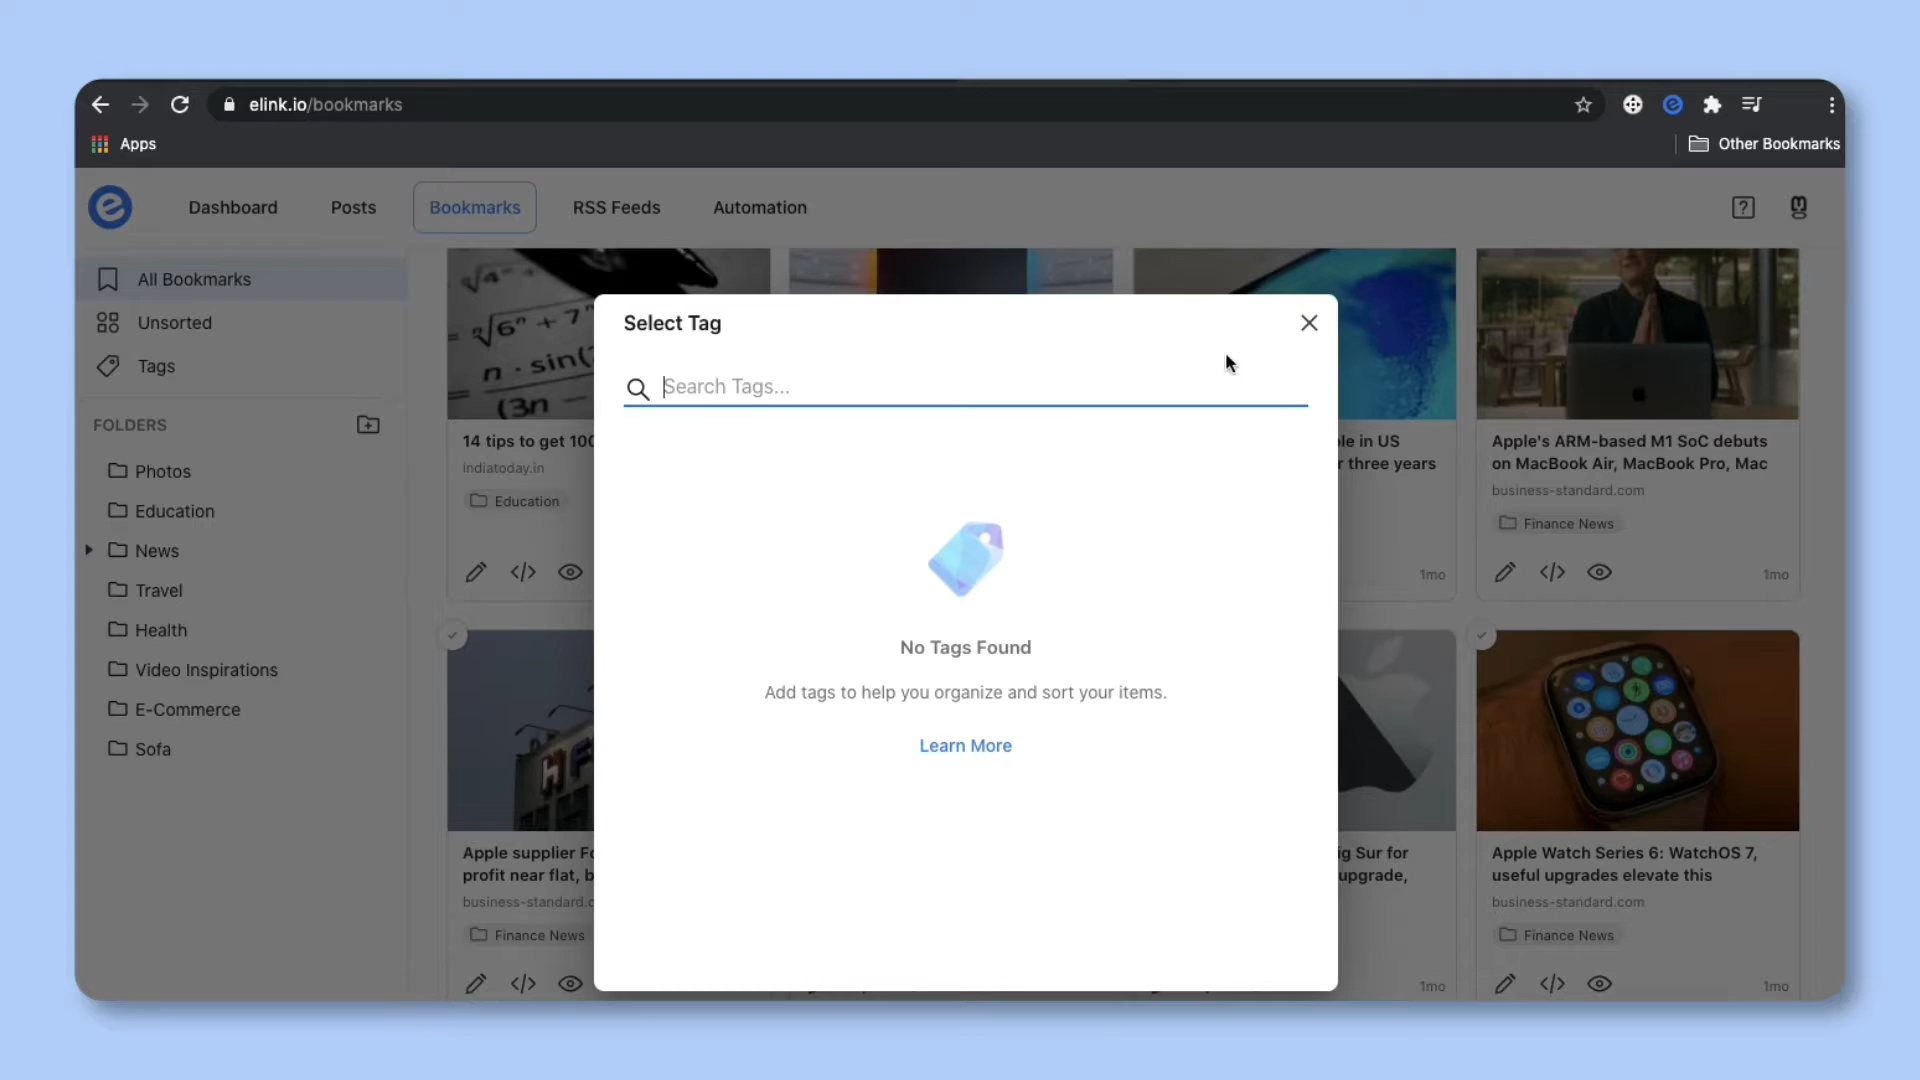 elink.io/bookmarks
Apps
Other Bookmarks
Dashboard
Posts
Bookmarks
RSS Feeds
Automation
All Bookmarks
Unsorted
Tags
FOLDERS
Photos
Education
News
Travel
Health
Video Inspirations
E-Commerce
Sofa
Select Tag
Search Tags...
No Tags Found
Add tags to help you organize and sort your items.
Learn More
14 tips to get 100
indiatoday.in
Education
le in US
three years
1mo
Apple's ARM-based M1 SoC debuts
on MacBook Air, MacBook Pro, Mac
business-standard.com
Finance News
1mo
Apple supplier
profit near flat,
business-standard.c
Finance News
Sur for
upgrade,
1mo
Apple Watch Series 6: WatchOS 7,
useful upgrades elevate this
business-standard.com
Finance News
1mo